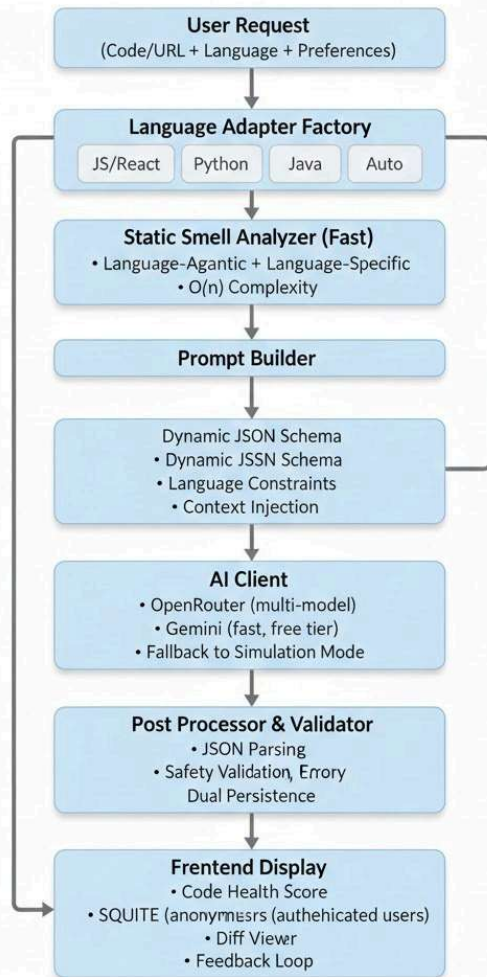 User Request
(Code/URL + Language + Preferences)
Language Adapter Factory
JS/React Python Java Auto
Static Smell Analyzer (Fast)
• Language-Agantic + Language-Specific
• O(n) Complexity
Prompt Builder
Dynamic JSON Schema
• Dynamic JSSN Schema
• Language Constraints
• Context Injection
AI Client
• OpenRouter (multi-model)
• Gemini (fast, free tier)
• Fallback to Simulation Mode
Post Processor & Validator
• JSON Parsing
• Safety Validation, Errory
Dual Persistence
Frentend Display
• Code Health Score
• SQUITE (authehicated users)
• Diff Viewer
• Feedback Loop